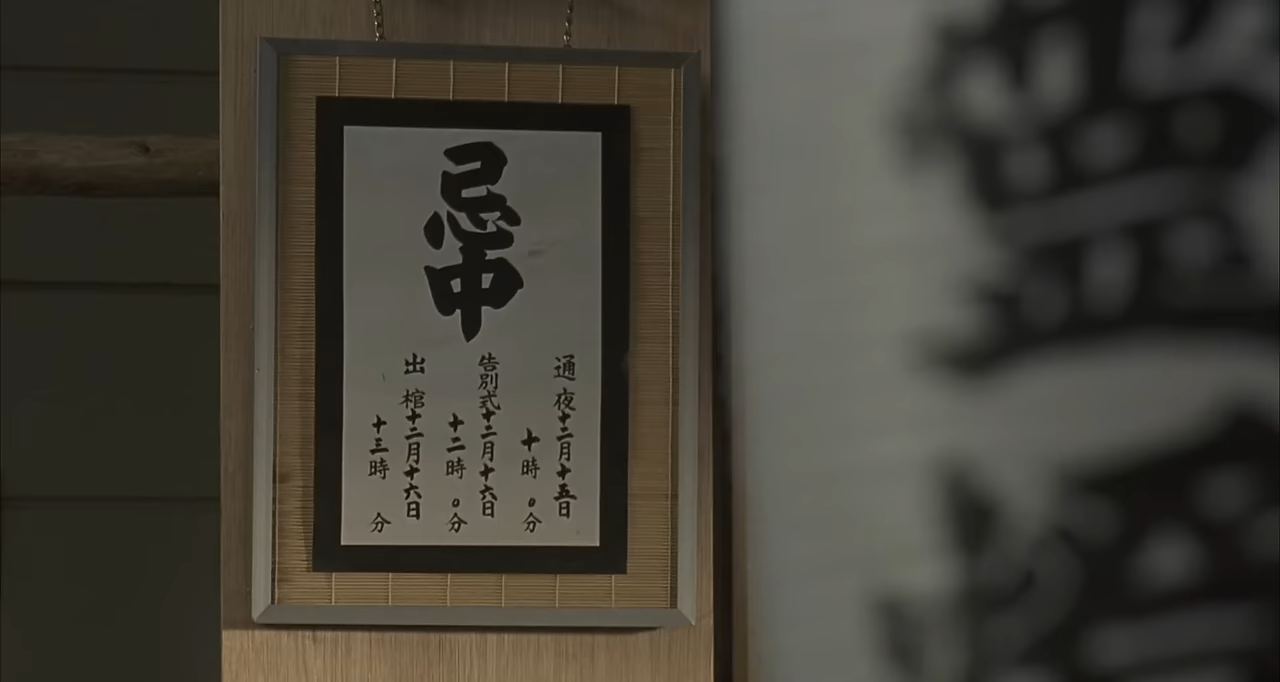 忌中
通夜十二月十五日
十時0分
告別式十二月十六日
十二時0分
出棺十二月十六日
十三時 分